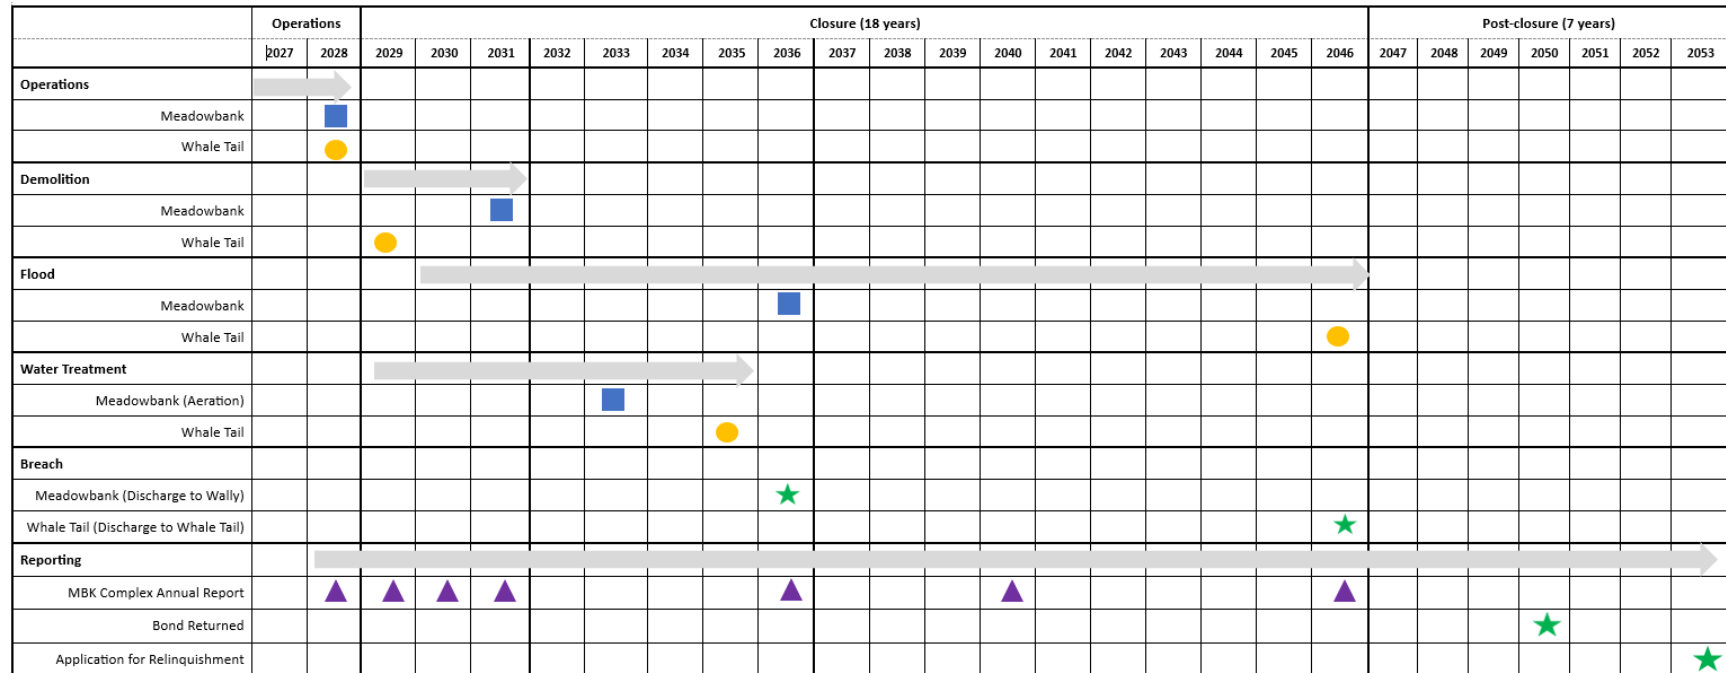 Operations Closure (18 years) Post-closure (7 years)
2027 2028 2029 2030 2031 2032 2033 2034 2035 2036 2037 2038 2039 2040 2041 2042 2043 2044 2045 2046 2047 2048 2049 2050 2051 2052 2053
Operations
Meadowbank
Whale Tail
Demolition
Meadowbank
Whale Tail
Flood
Meadowbank
Whale Tail
Water Treatment
Meadowbank (Aeration)
Whale Tail
Breach
Meadowbank (Discharge to Wally)
Whale Tail (Discharge to Whale Tail)
Reporting
MBK Complex Annual Report
Bond Returned
Application for Relinquishment